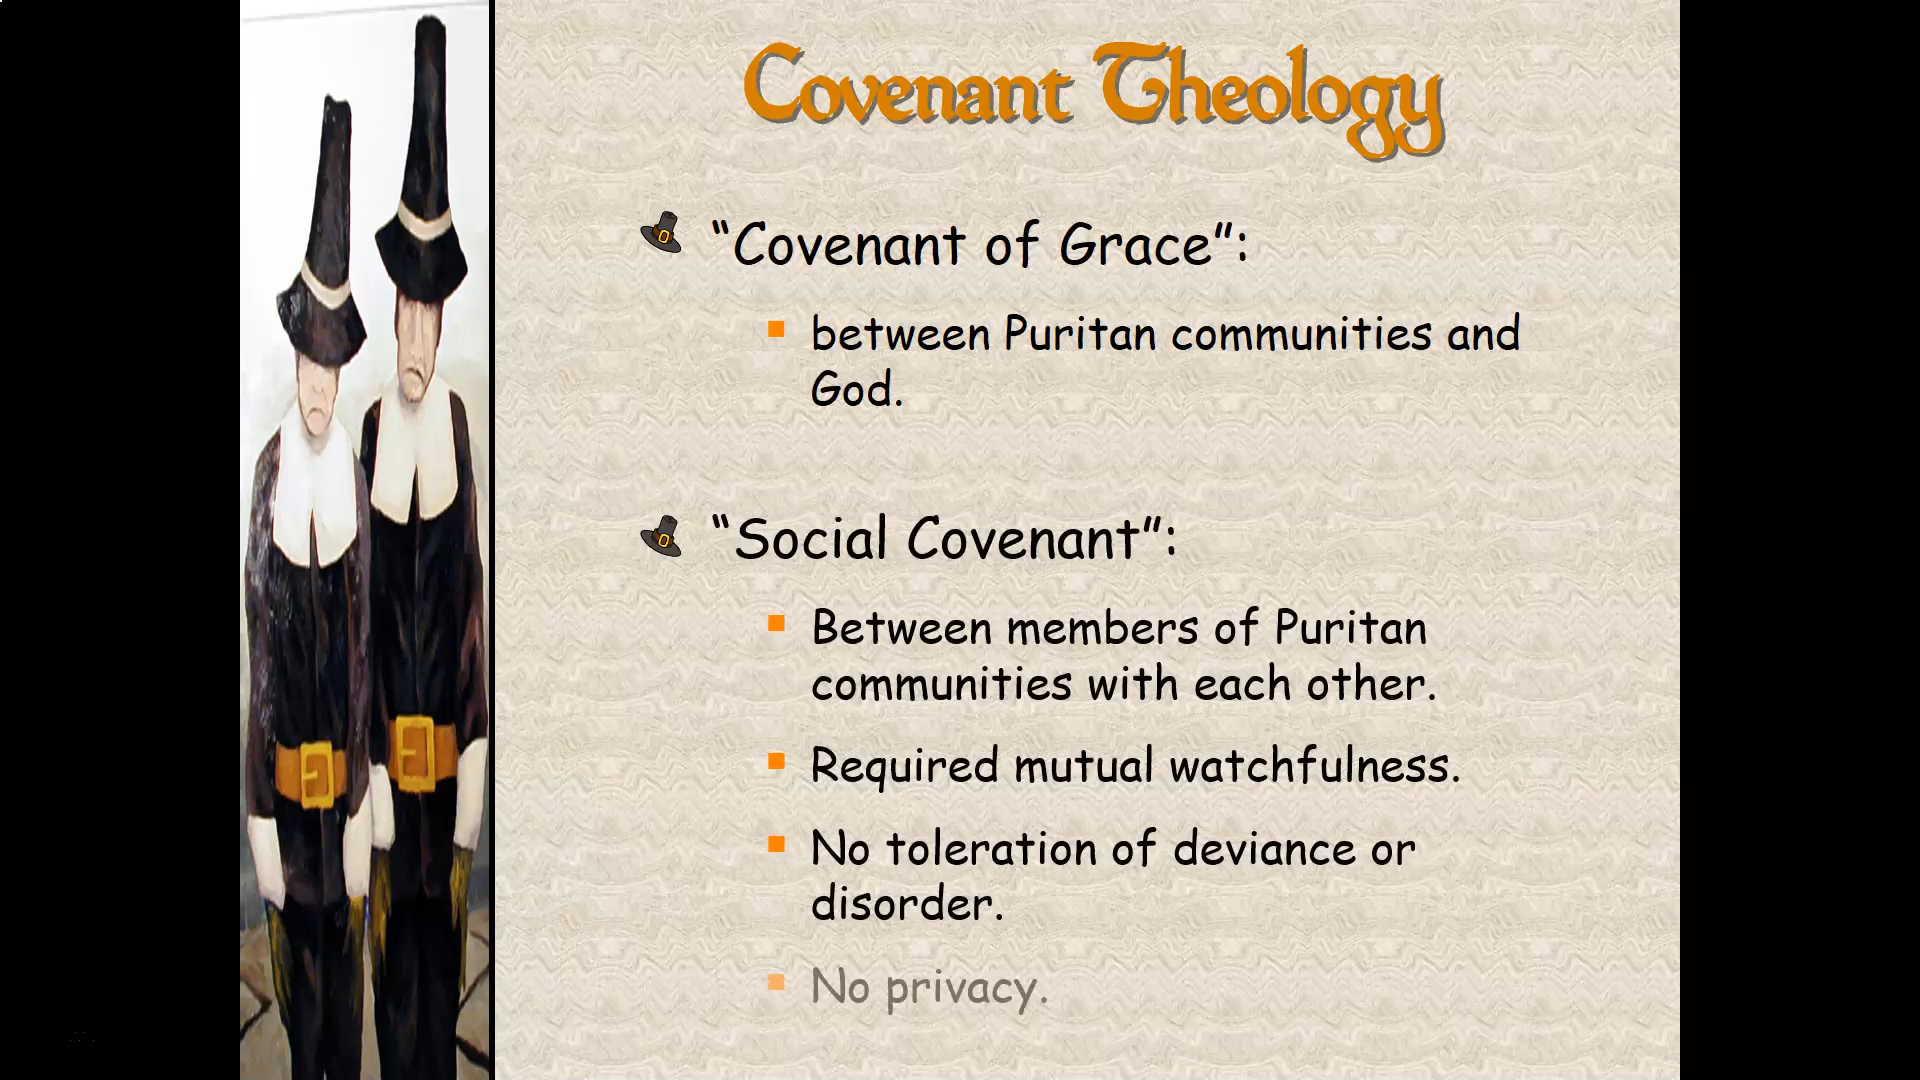 Covenant Theology
“Covenant of Grace”:
between Puritan communities and
God.
“Social Covenant”:
Between members of Puritan
communities with each other.
Required mutual watchfulness.
No toleration of deviance or
disorder.
No privacy.